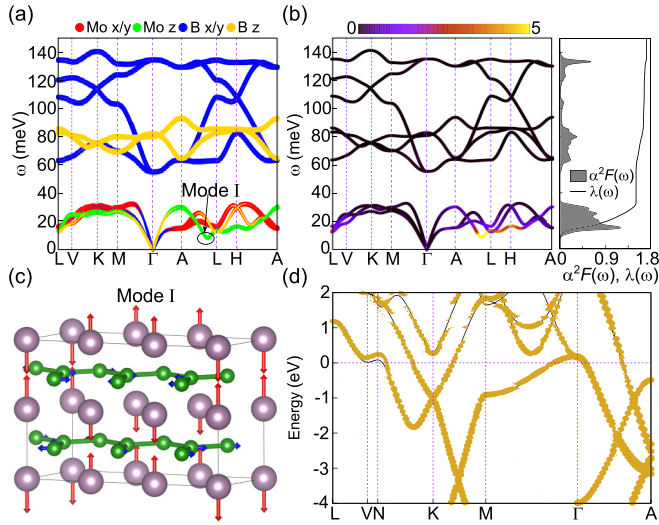 (a)
Mo x/y Mo z B x/y B z
140
120
100
80
60
40
20
0
ω (meV)
Mode I
L V K M Γ A L H A
(b)
0 5
140
120
100
80
60
40
20
0
ω (meV)
L V K M Γ A L H A
α²F(ω)
λ(ω)
0 0.9 1.8
α²F(ω), λ(ω)
(c)
Mode I
(d)
2
1
0
-1
-2
-3
-4
Energy (eV)
L V N K M Γ A